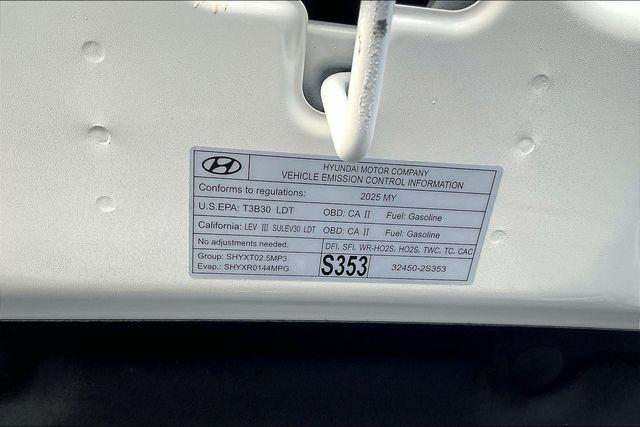 HYUNDAI MOTOR COMPANY
VEHICLE EMISSION CONTROL INFORMATION
Conforms to regulations: 2025 MY
U.S.EPA: T3B30 LDT OBD: CA II Fuel: Gasoline
California: LEV III SULEV30 LDT OBD: CA II Fuel: Gasoline
No adjustments needed. DFI, SFI, WR-HO2S, HO2S, TWC, TC, CAC
Group: SHYXT02.5MP3
Evap.: SHYXR0144MPG
S353
32450-2S353